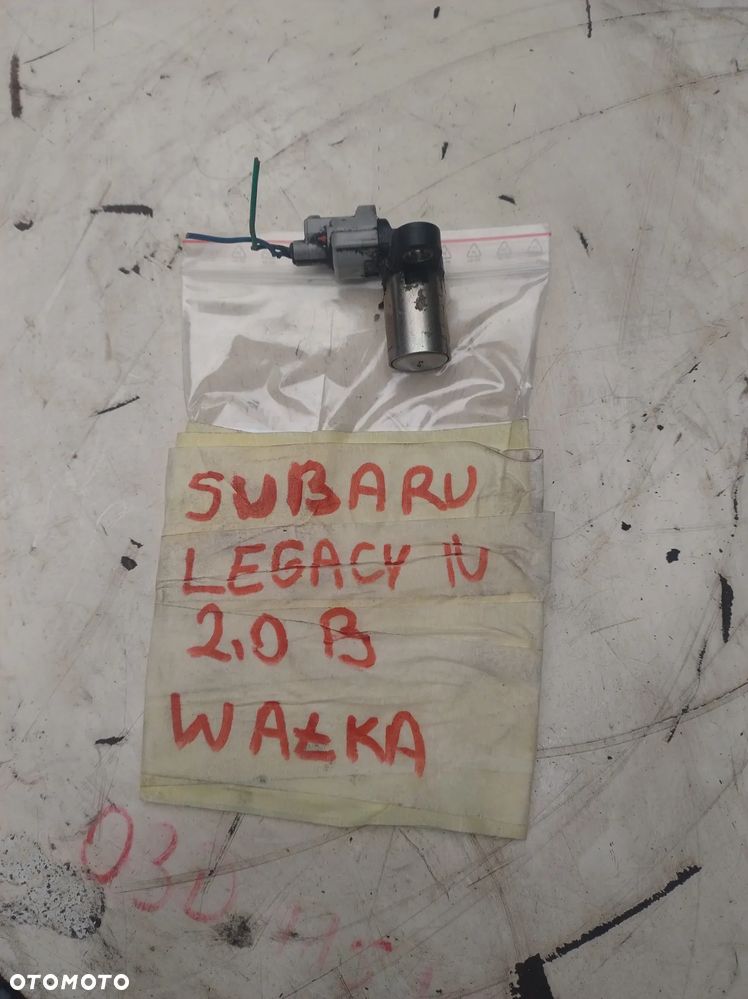 SUBARU
LEGACY IV
2.0 B
WAŁKA
OTOMOTO